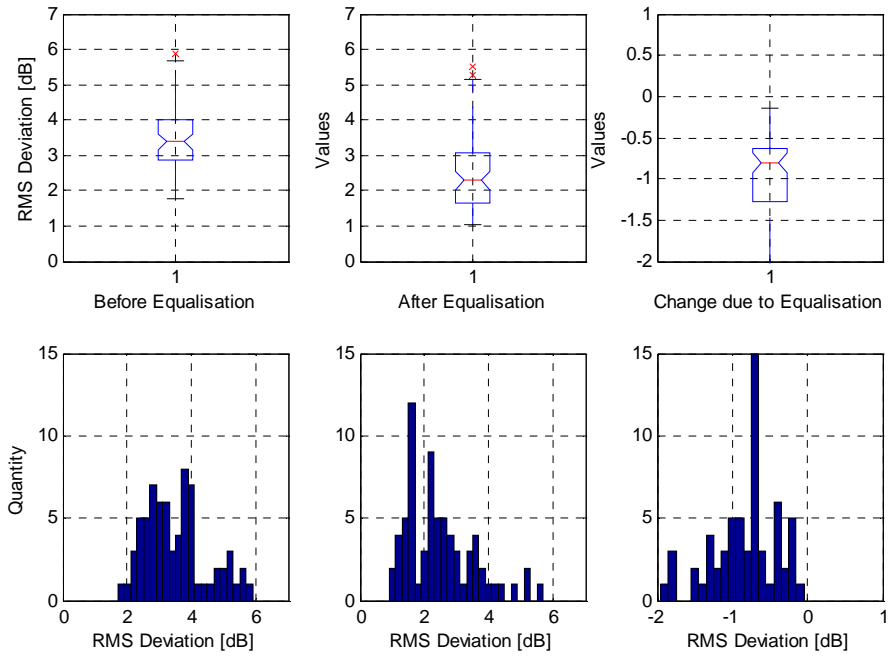 7
6
5
4
3
2
1
0
RMS Deviation [dB]
1
Before Equalisation
7
6
5
4
3
2
1
0
Values
1
After Equalisation
1
0.5
0
-0.5
-1
-1.5
-2
Values
1
Change due to Equalisation
15
10
5
0
Quantity
0 2 4 6
RMS Deviation [dB]
15
10
5
0
0 2 4 6
RMS Deviation [dB]
15
10
5
0
-2 -1 0 1
RMS Deviation [dB]